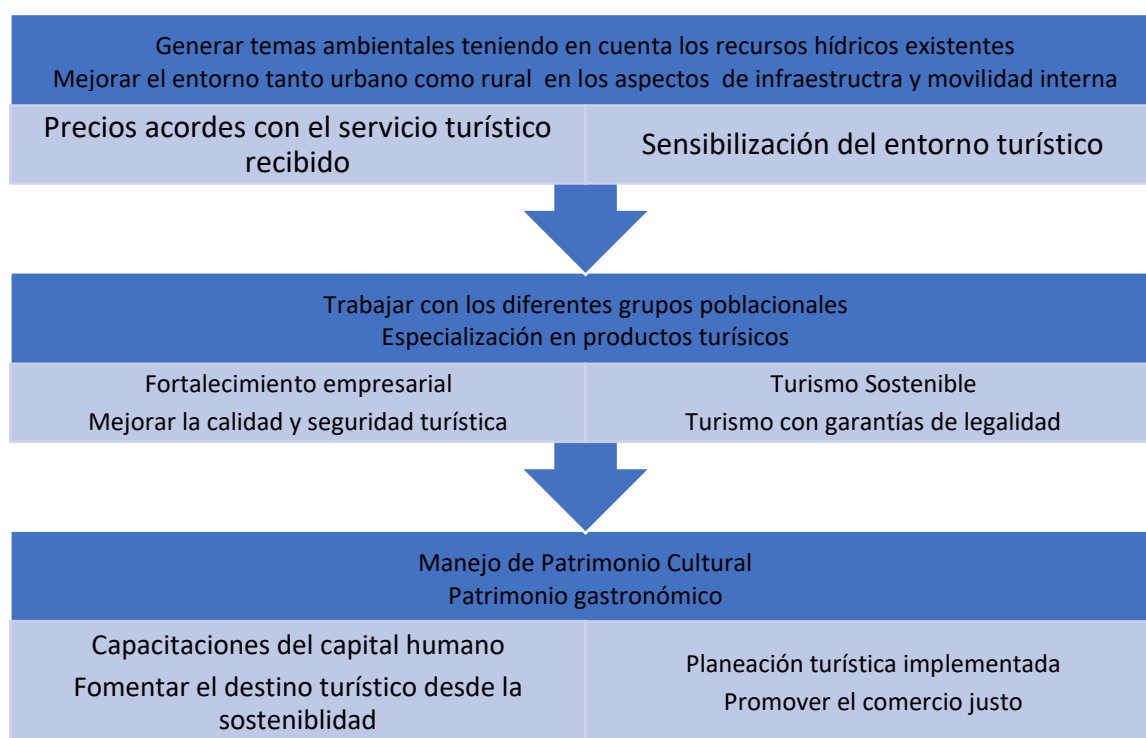 Generar temas ambientales teniendo en cuenta los recursos hídricos existentes
Mejorar el entorno tanto urbano como rural en los aspectos de infraestructra y movilidad interna
Precios acordes con el servicio turístico
recibido
Sensibilización del entorno turístico
Trabajar con los diferentes grupos poblacionales
Especialización en productos turísicos
Fortalecimiento empresarial
Mejorar la calidad y seguridad turística
Turismo Sostenible
Turismo con garantías de legalidad
Manejo de Patrimonio Cultural
Patrimonio gastronómico
Capacitaciones del capital humano
Fomentar el destino turístico desde la
sosteniblidad
Planeación turística implementada
Promover el comercio justo